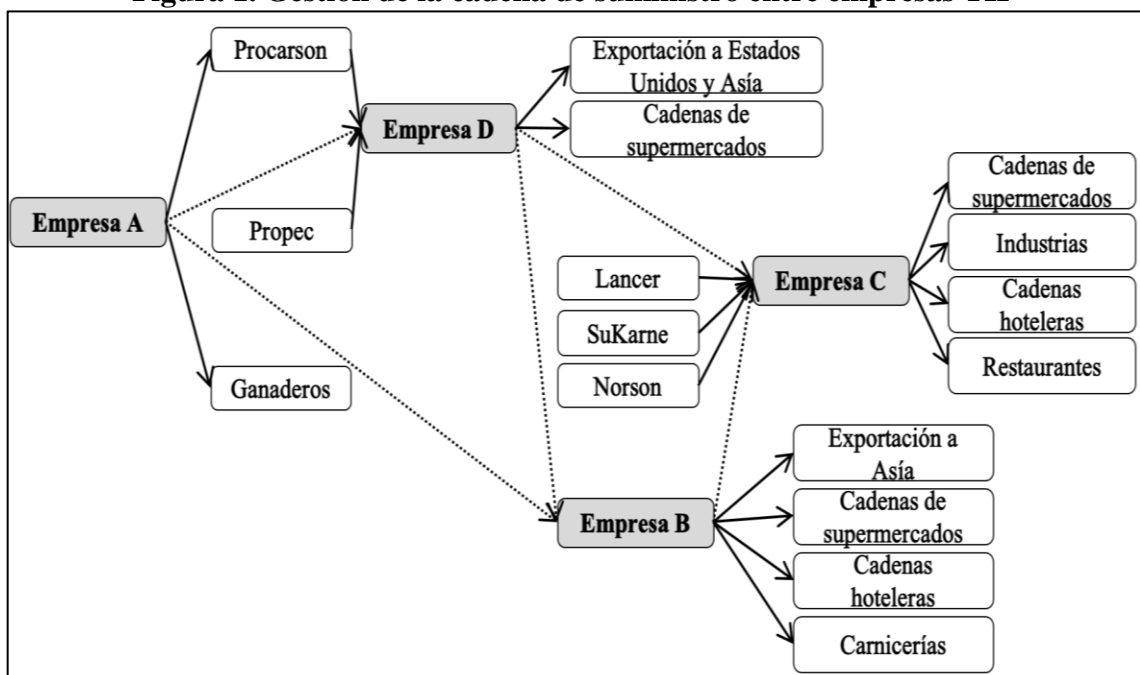 Procarson
Exportación a Estados
Unidos y Asía
Empresa D
Cadenas de
supermercados
Empresa A
Propec
Cadenas de
supermercados
Industrias
Lancer
Empresa C
Cadenas
hoteleras
SuKarne
Restaurantes
Ganaderos
Norson
Exportación a
Asía
Empresa B
Cadenas de
supermercados
Cadenas
hoteleras
Carnicerías